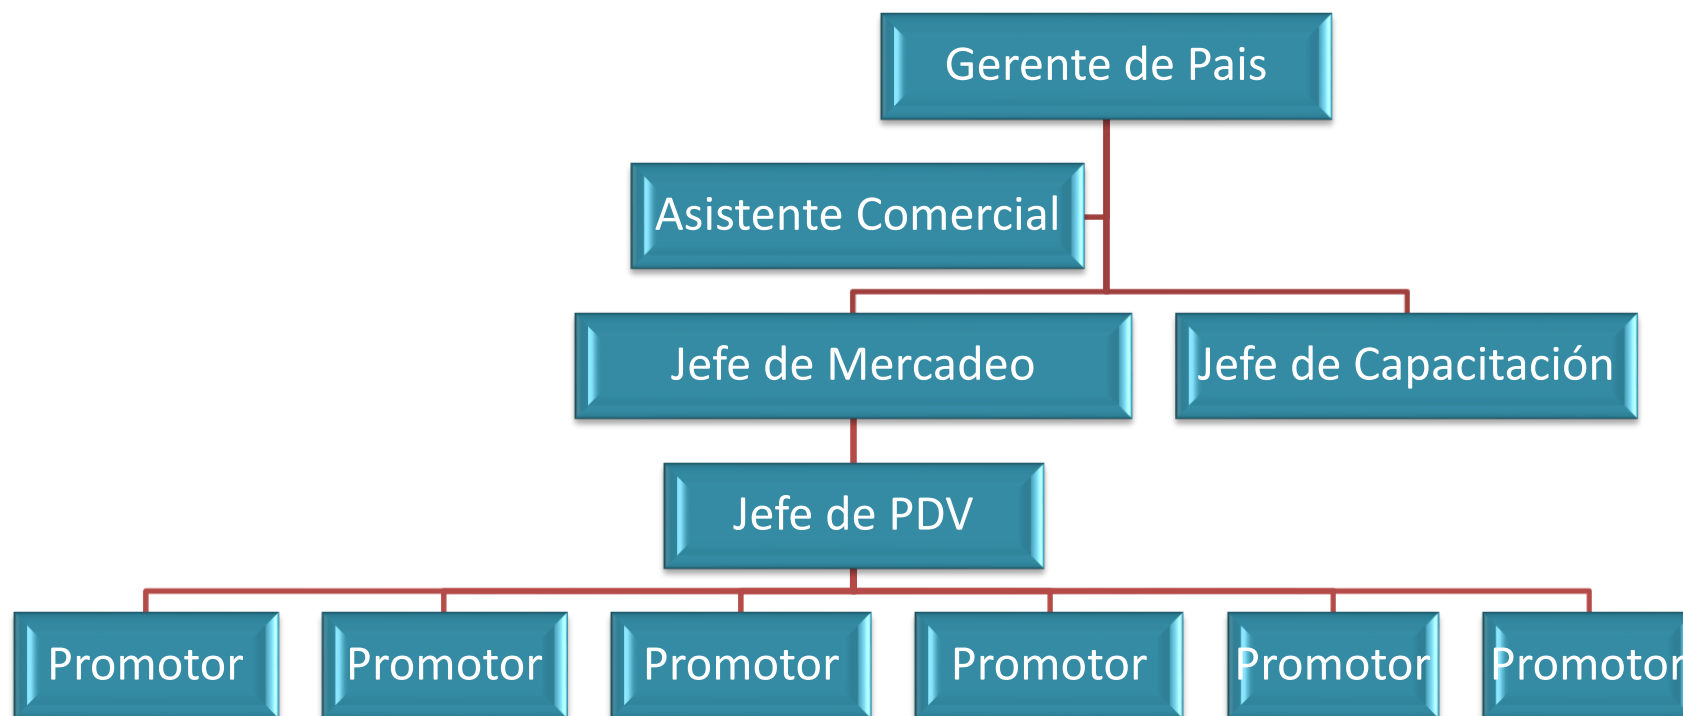 Gerente de Pais
Asistente Comercial
Jefe de Mercadeo
Jefe de Capacitación
Jefe de PDV
Promotor
Promotor
Promotor
Promotor
Promotor
Promotor